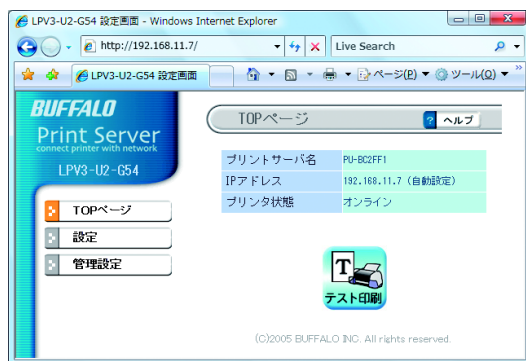 LPV3-U2-G54 設定画面 - Windows Internet Explorer
http://192.168.11.7/
Live Search
LPV3-U2-G54 設定画面
ページ(P)
ツール(O)
BUFFALO
Print Server
connect printer with network
LPV3-U2-G54
TOPページ
設定
管理設定
TOPページ
? ヘルプ
プリントサーバ名 PU-BC2FF1
IPアドレス 192.168.11.7 (自動設定)
プリンタ状態 オンライン
T
テスト印刷
(C)2005 BUFFALO INC. All rights reserved.